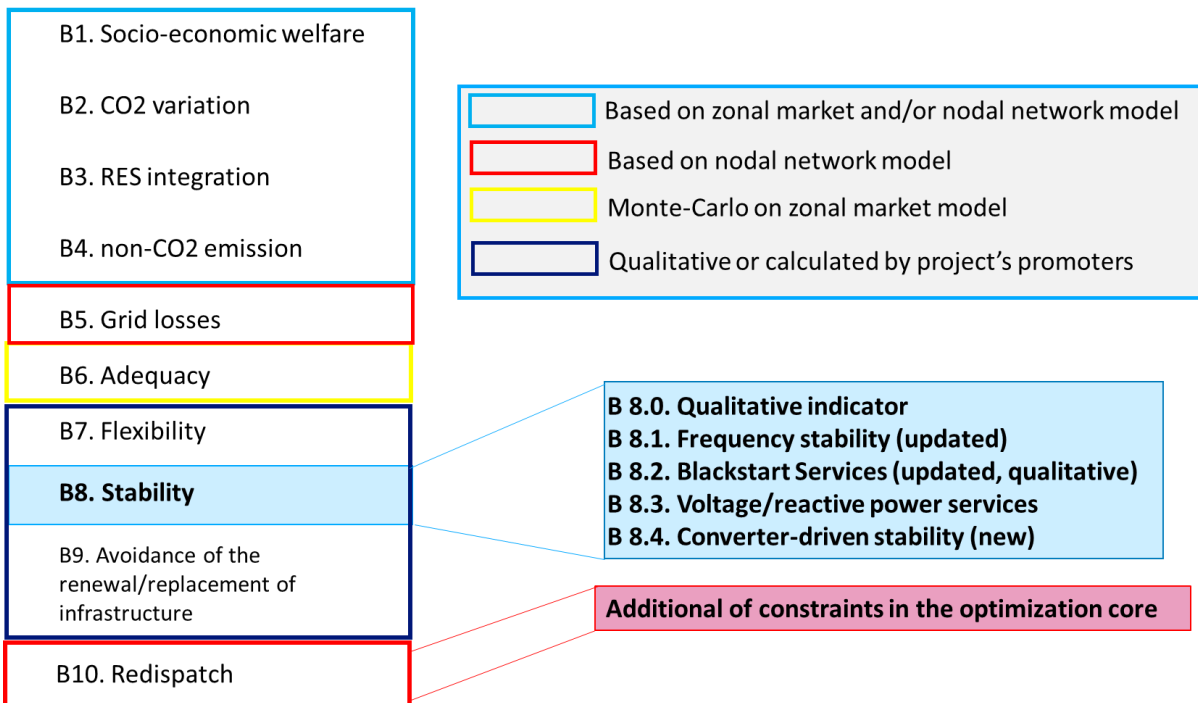 B1. Socio-economic welfare
B2. CO2 variation
B3. RES integration
B4. non-CO2 emission
B5. Grid losses
B6. Adequacy
B7. Flexibility
B8. Stability
B9. Avoidance of the
renewal/replacement of
infrastructure
B10. Redispatch
Based on zonal market and/or nodal network model
Based on nodal network model
Monte-Carlo on zonal market model
Qualitative or calculated by project’s promoters
B 8.0. Qualitative indicator
B 8.1. Frequency stability (updated)
B 8.2. Blackstart Services (updated, qualitative)
B 8.3. Voltage/reactive power services
B 8.4. Converter-driven stability (new)
Additional of constraints in the optimization core